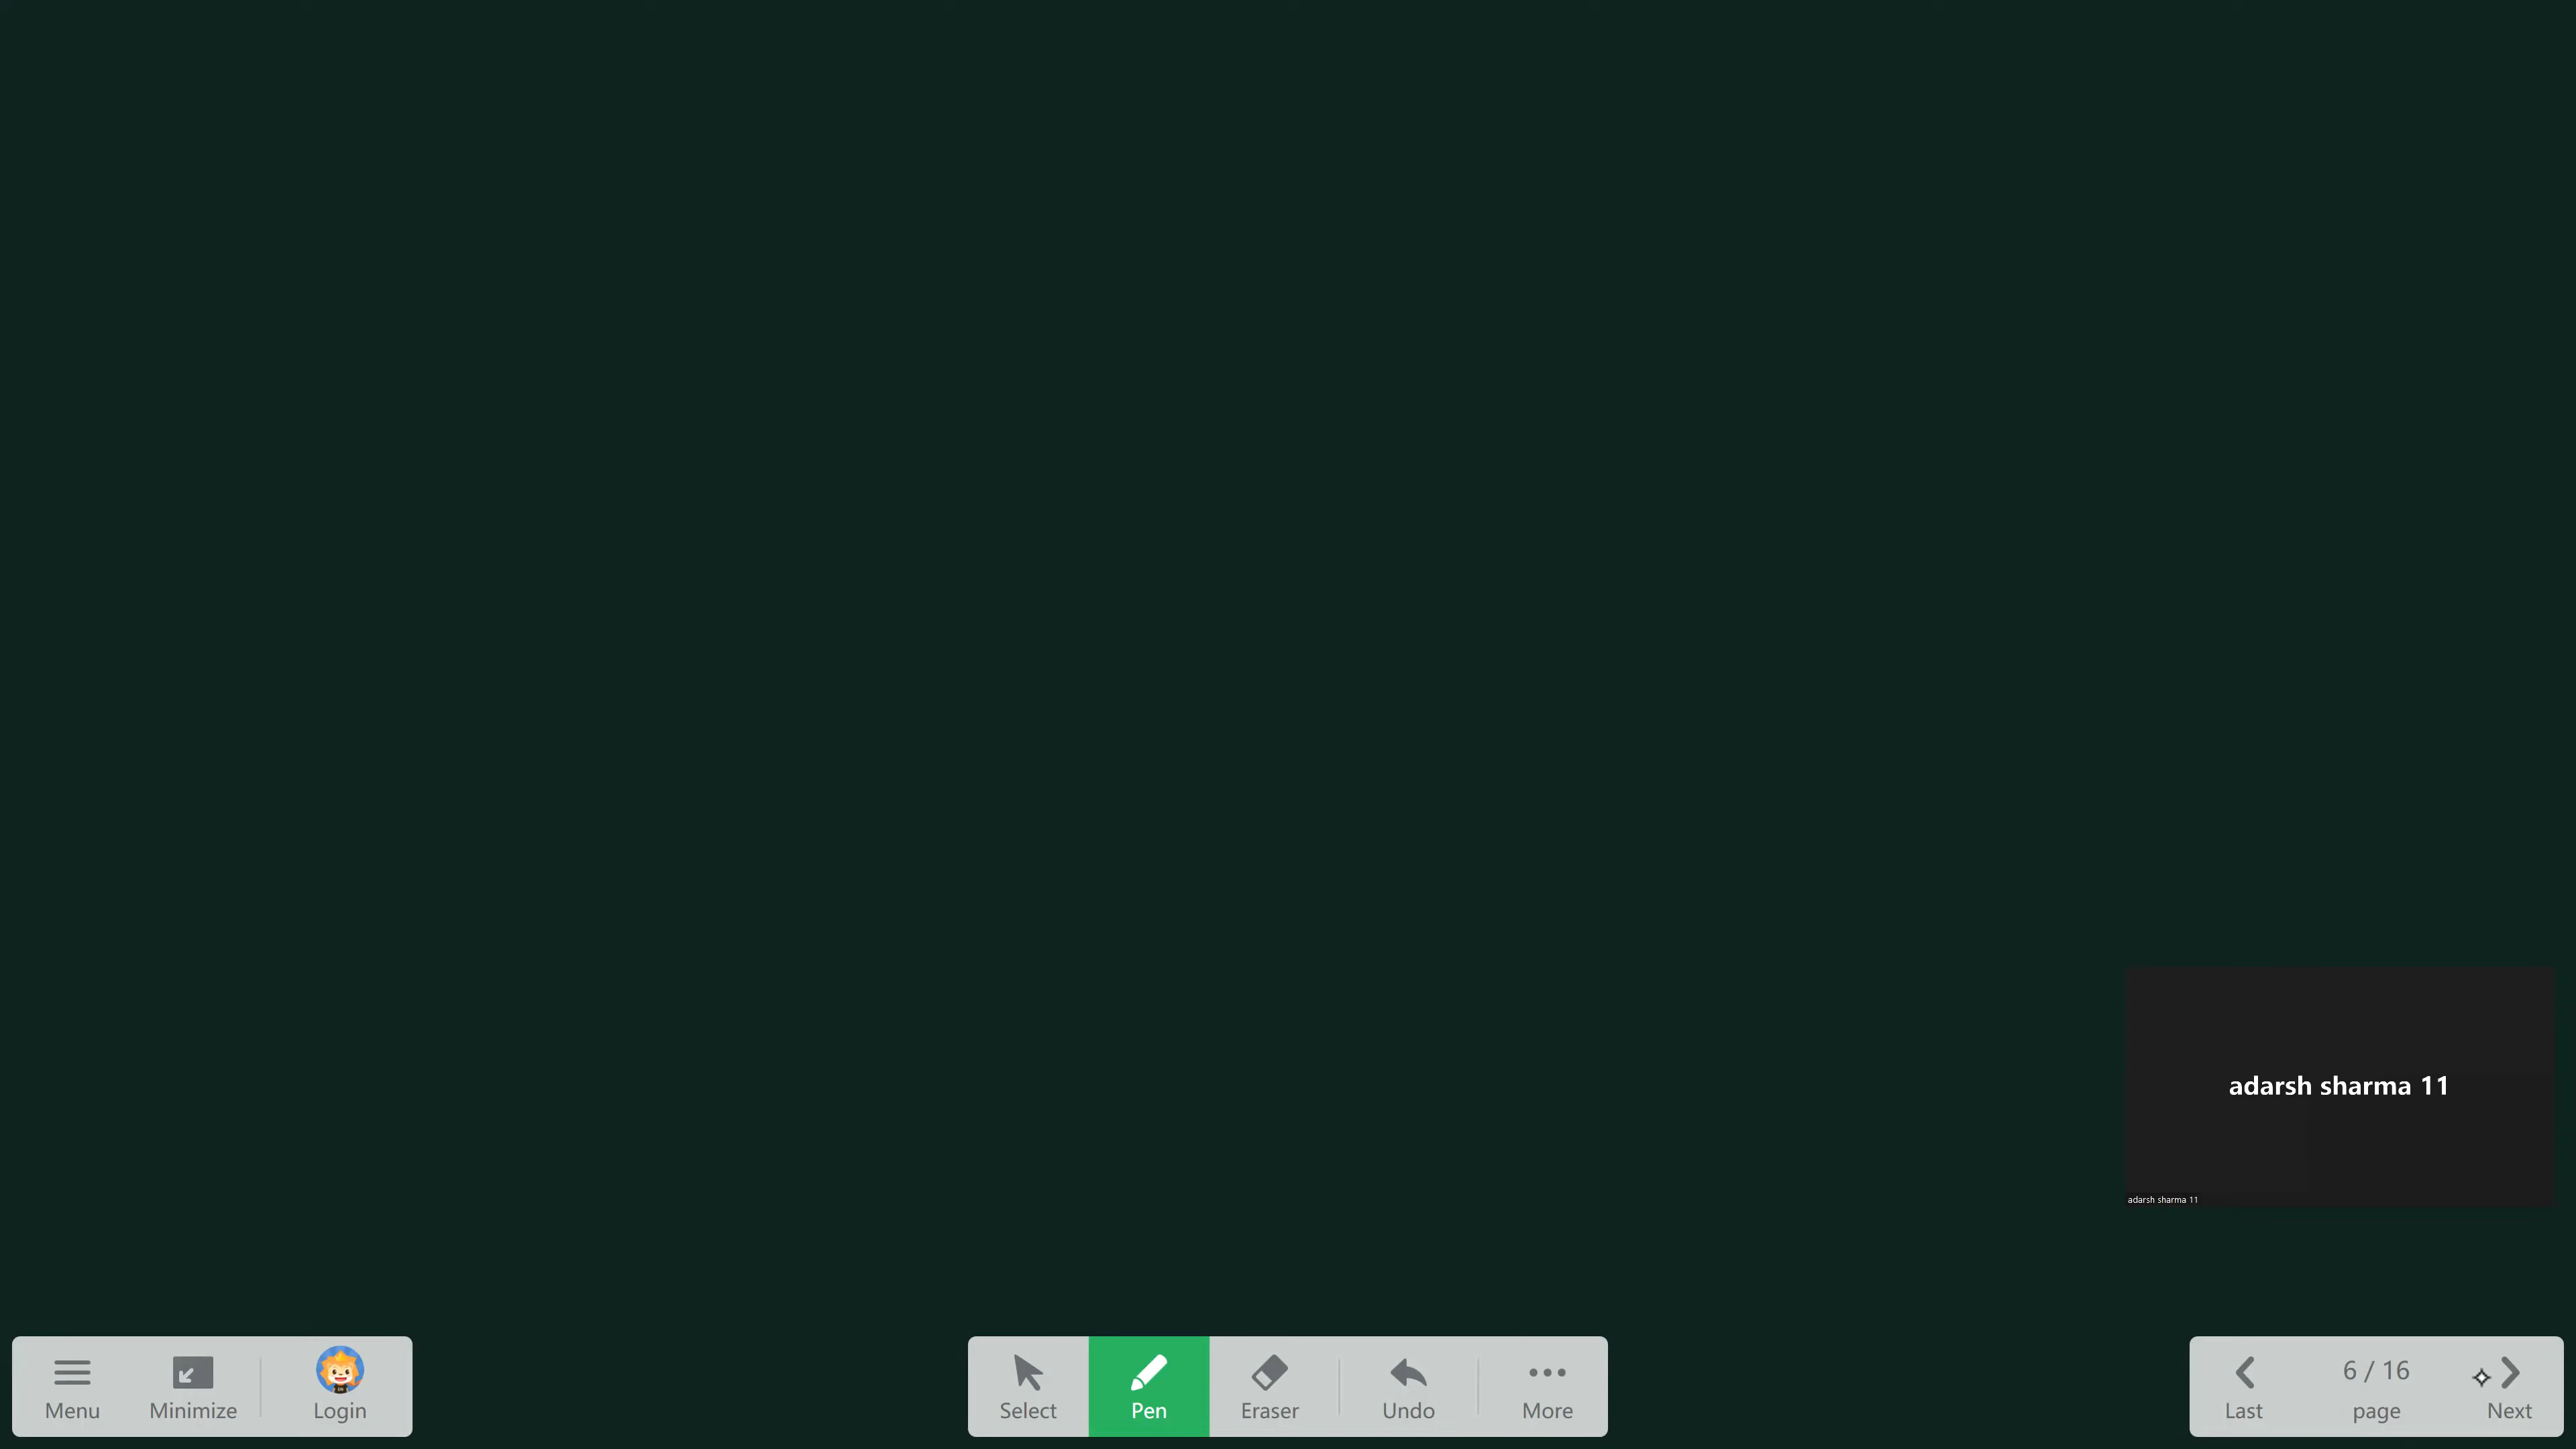 adarsh sharma 11
adarsh sharma 11
Menu Minimize Login Select Pen Eraser Undo More Last 6 / 16 page Next